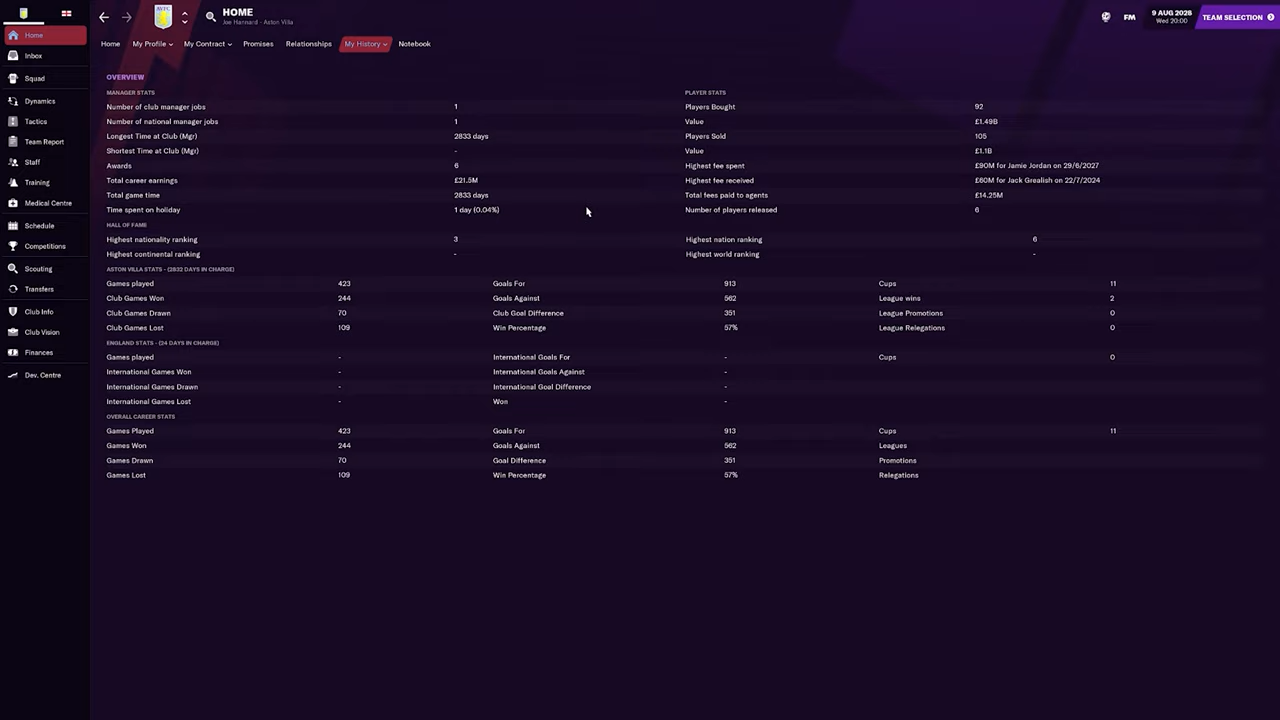 HOME
Joe Hannard - Aston Villa
FM
9 AUG 2028
Wed 20:00
TEAM SELECTION
Home
Inbox
Squad
Dynamics
Tactics
Team Report
Staff
Training
Medical Centre
Schedule
Competitions
Scouting
Transfers
Club Info
Club Vision
Finances
Dev. Centre
Home My Profile My Contract Promises Relationships My History Notebook
OVERVIEW
MANAGER STATS PLAYER STATS
Number of club manager jobs 1 Players Bought 92
Number of national manager jobs 1 Value £1.49B
Longest Time at Club (Mgr) 2833 days Players Sold 105
Shortest Time at Club (Mgr) - Value £1.1B
Awards 6 Highest fee spent £90M for Jamie Jordan on 29/6/2027
Total career earnings £21.5M Highest fee received £60M for Jack Grealish on 22/7/2024
Total game time 2833 days Total fees paid to agents £14.25M
Time spent on holiday 1 day (0.04%) Number of players released 6
HALL OF FAME
Highest nationality ranking 3 Highest nation ranking 6
Highest continental ranking - Highest world ranking -
ASTON VILLA STATS - (2832 DAYS IN CHARGE)
Games played 423 Goals For 913 Cups 11
Club Games Won 244 Goals Against 562 League wins 2
Club Games Drawn 70 Club Goal Difference 351 League Promotions 0
Club Games Lost 109 Win Percentage 57% League Relegations 0
ENGLAND STATS - (24 DAYS IN CHARGE)
Games played - International Goals For - Cups 0
International Games Won - International Goals Against -
International Games Drawn - International Goal Difference -
International Games Lost - Won -
OVERALL CAREER STATS
Games Played 423 Goals For 913 Cups 11
Games Won 244 Goals Against 562 Leagues
Games Drawn 70 Goal Difference 351 Promotions
Games Lost 109 Win Percentage 57% Relegations